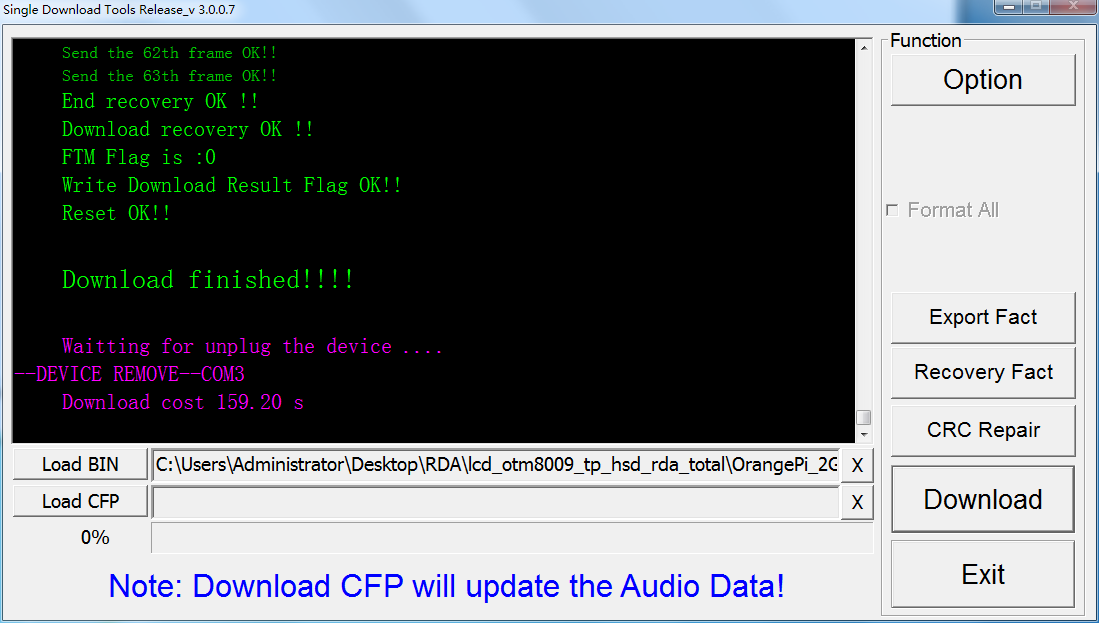 Single Download Tools Release_v 3.0.0.7
Send the 62th frame OK!!
Send the 63th frame OK!!
End recovery OK !!
Download recovery OK !!
FTM Flag is :0
Write Download Result Flag OK!!
Reset OK!!
Download finished!!!!
Waitting for unplug the device ....
--DEVICE REMOVE--COM3
Download cost 159.20 s
Load BIN
C:\Users\Administrator\Desktop\RDA\lcd_otm8009_tp_hsd_rda_total\OrangePi_2G
X
Load CFP
X
0%
Note: Download CFP will update the Audio Data!
Function
Option
Format All
Export Fact
Recovery Fact
CRC Repair
Download
Exit